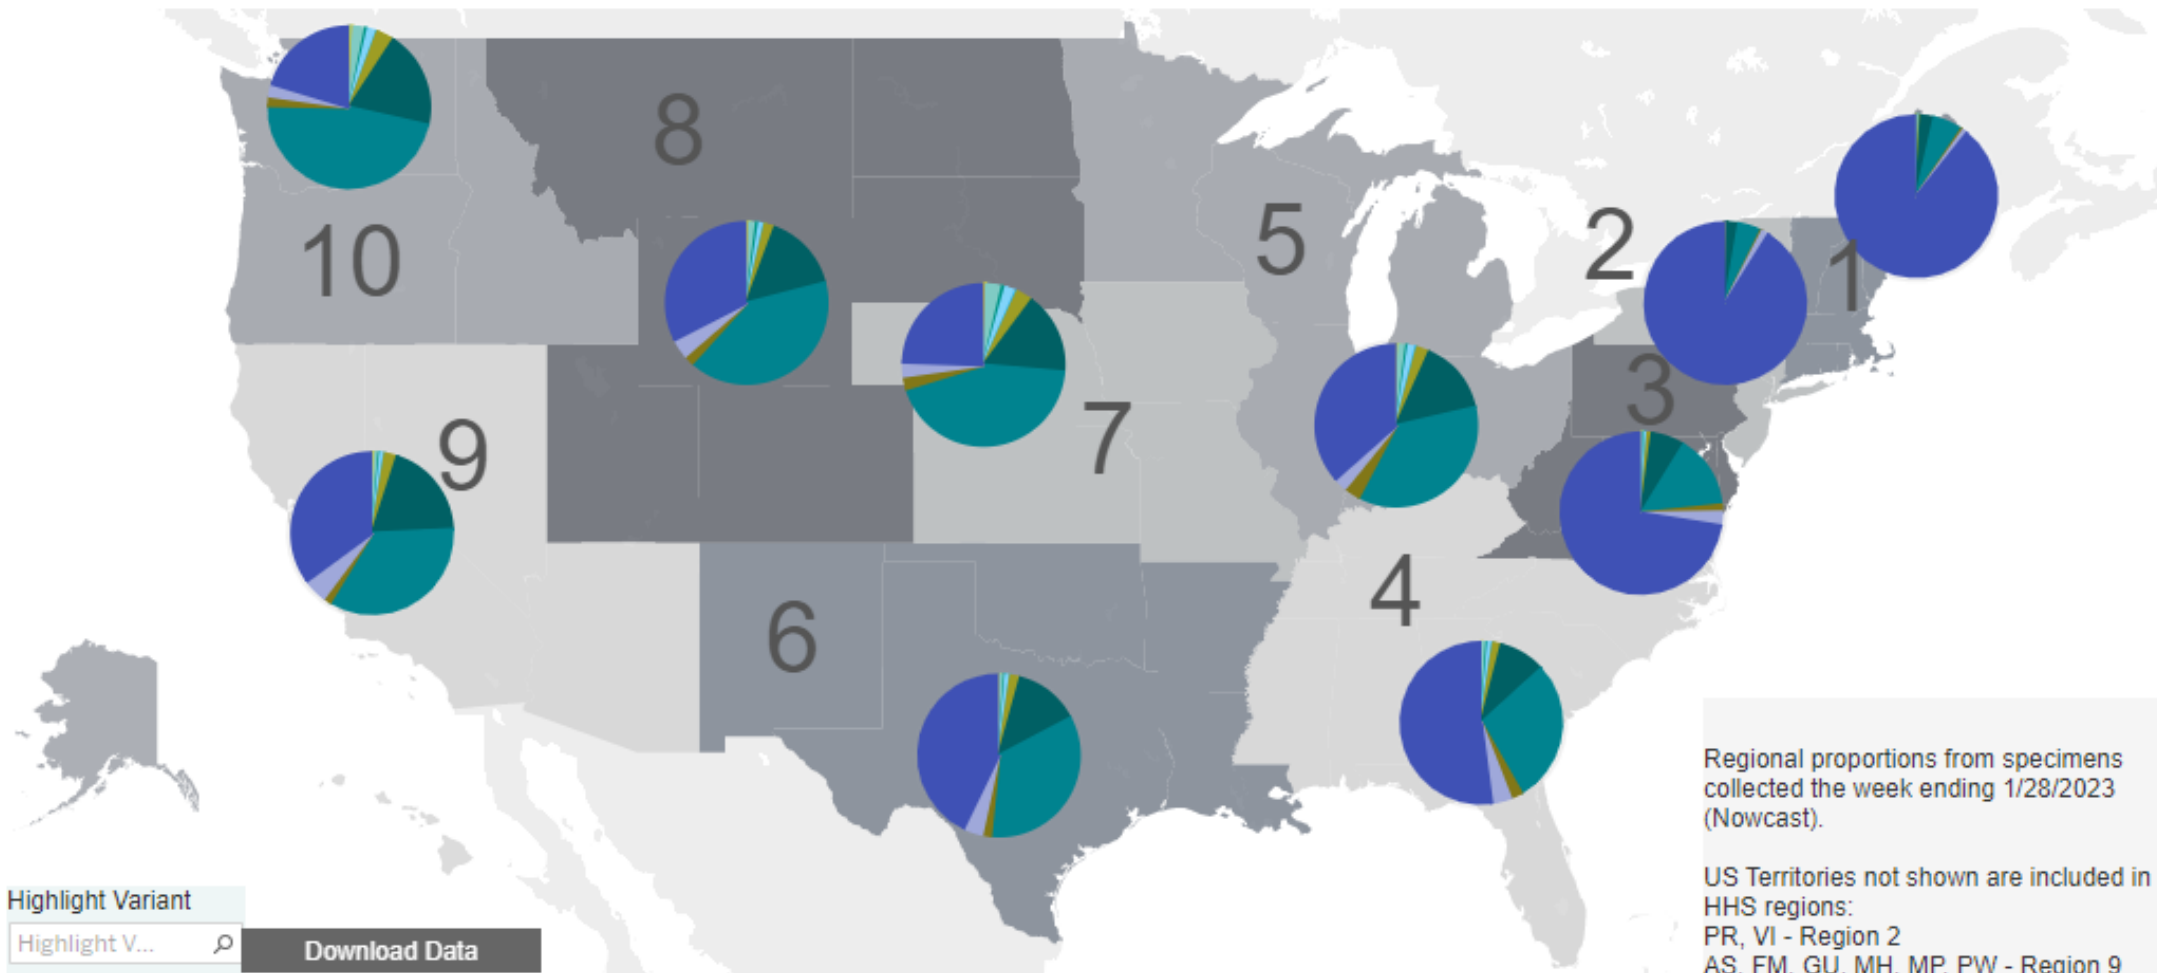 8
10
5
2
1
3
9
7
4
6
Regional proportions from specimens
collected the week ending 1/28/2023
(Nowcast).
US Territories not shown are included in
HHS regions:
PR, VI - Region 2
AS, FM, GU, MH, MP, PW - Region 9
Highlight Variant
Highlight V...
Download Data